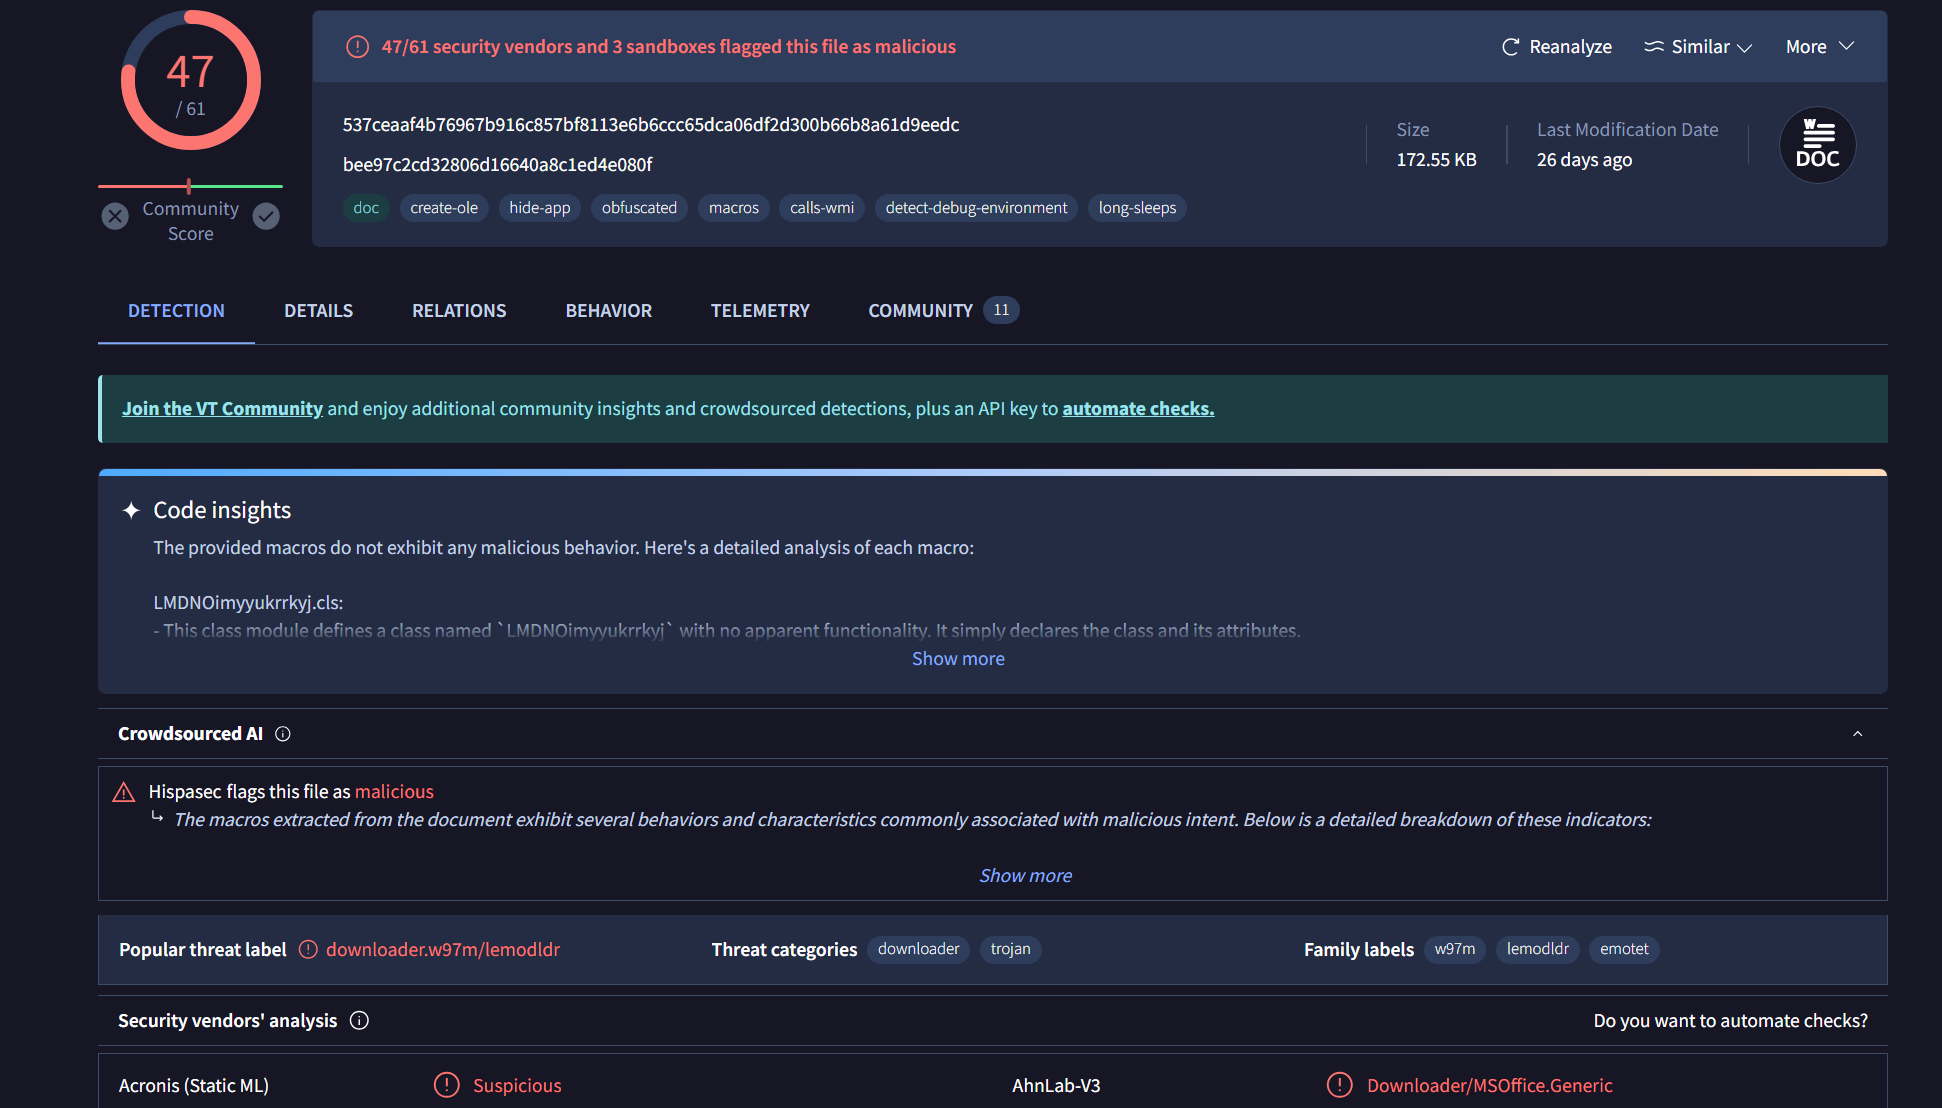 47
/ 61
Community
Score
47/61 security vendors and 3 sandboxes flagged this file as malicious
Reanalyze
Similar
More
537ceaaf4b76967b916c857bf8113e6b6ccc65dca06df2d300b66b8a61d9eedc
bee97c2cd32806d16640a8c1ed4e080f
doc
create-ole
hide-app
obfuscated
macros
calls-wmi
detect-debug-environment
long-sleeps
Size
172.55 KB
Last Modification Date
26 days ago
W
DOC
DETECTION
DETAILS
RELATIONS
BEHAVIOR
TELEMETRY
COMMUNITY 11
Join the VT Community and enjoy additional community insights and crowdsourced detections, plus an API key to automate checks.
Code insights
The provided macros do not exhibit any malicious behavior. Here's a detailed analysis of each macro:
LMDNOimyyukrrkyj.cls:
- This class module defines a class named `LMDNOimyyukrrkyj` with no apparent functionality. It simply declares the class and its attributes.
Show more
Crowdsourced AI
Hispasec flags this file as malicious
The macros extracted from the document exhibit several behaviors and characteristics commonly associated with malicious intent. Below is a detailed breakdown of these indicators:
Show more
Popular threat label downloader.w97m/lemodldr
Threat categories downloader trojan
Family labels w97m lemodldr emotet
Security vendors' analysis
Do you want to automate checks?
Acronis (Static ML)
Suspicious
AhnLab-V3
Downloader/MSOffice.Generic